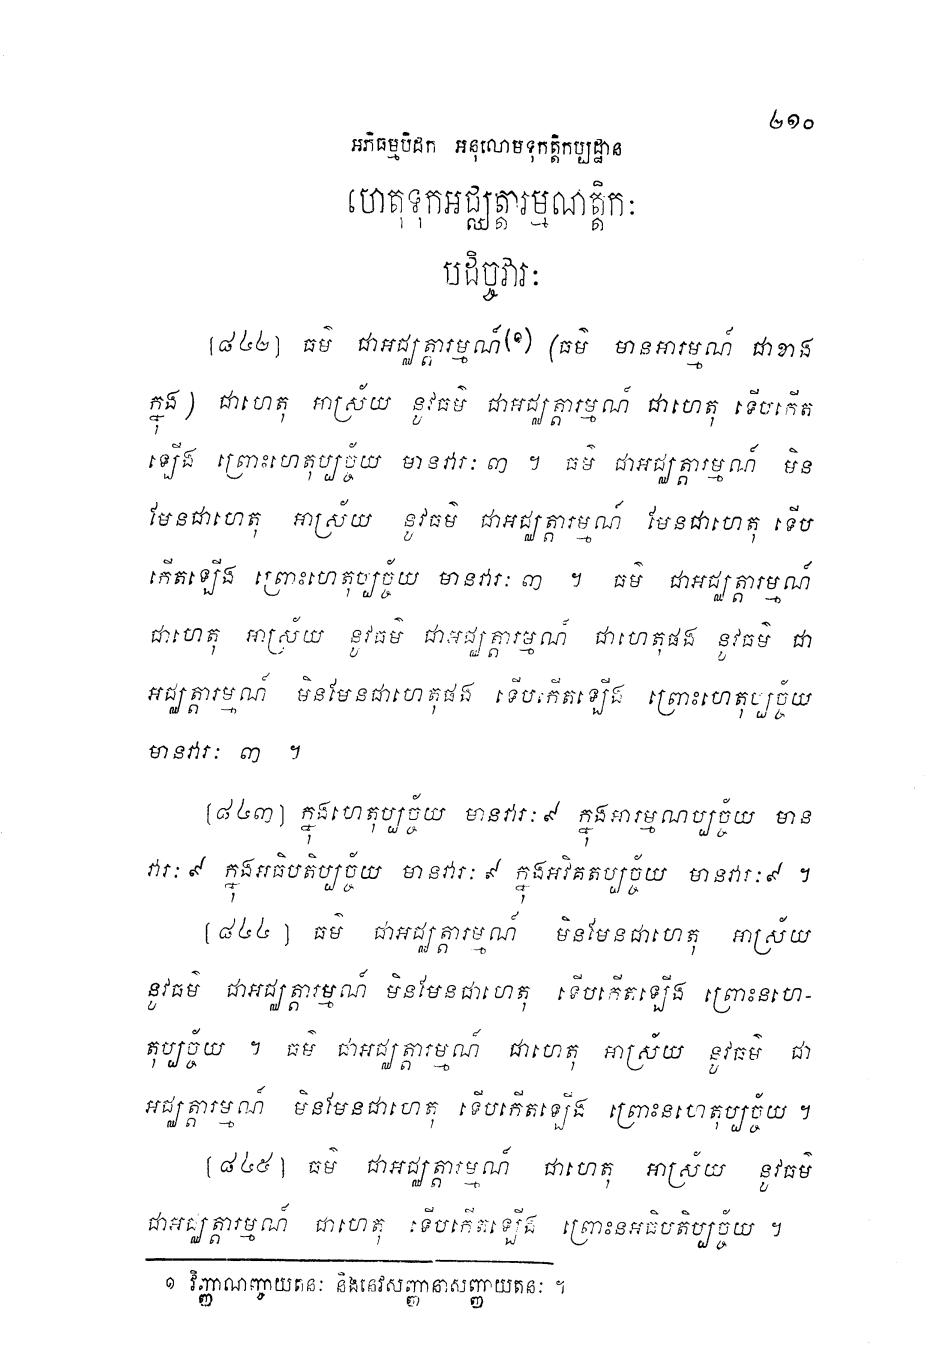 ២១០
អភិធម្មបិដក អនុលោមទុកត្តិកប្បដ្ឋាន
ហេតុទុកអជ្ឈត្តារម្មណត្តិកៈ
បដិច្ចវារៈ
[៨៤២] ធម៌ ជាអជ្ឈត្តារម្មណ៍(១) (ធម៌ មានអារម្មណ៍ ជាខាង
ក្នុង) ជាហេតុ អាស្រ័យ នូវធម៌ ជាអជ្ឈត្តារម្មណ៍ ជាហេតុ ទើបកើត
ឡើង ព្រោះហេតុប្បច្ច័យ មានវារៈ ៣ ។ ធម៌ ជាអជ្ឈត្តារម្មណ៍ មិន
មែនជាហេតុ អាស្រ័យ នូវធម៌ ជាអជ្ឈត្តារម្មណ៍ មែនជាហេតុ ទើប
កើតឡើង ព្រោះហេតុប្បច្ច័យ មានវារៈ ៣ ។ ធម៌ ជាអជ្ឈត្តារម្មណ៍
ជាហេតុ អាស្រ័យ នូវធម៌ ជាអជ្ឈត្តារម្មណ៍ ជាហេតុផង នូវធម៌ ជា
អជ្ឈត្តារម្មណ៍ មិនមែនជាហេតុផង ទើបកើតឡើង ព្រោះហេតុប្បច្ច័យ
មានវារៈ ៣ ។
[៨៤៣] ក្នុងហេតុប្បច្ច័យ មានវារៈ ៩ ក្នុងអារម្មណប្បច្ច័យ មាន
វារៈ ៩ ក្នុងអធិបតិប្បច្ច័យ មានវារៈ ៩ ក្នុងអវិគតប្បច្ច័យ មានវារៈ ៩ ។
[៨៤៤] ធម៌ ជាអជ្ឈត្តារម្មណ៍ មិនមែនជាហេតុ អាស្រ័យ
នូវធម៌ ជាអជ្ឈត្តារម្មណ៍ មិនមែនជាហេតុ ទើបកើតឡើង ព្រោះនហេ-
តុប្បច្ច័យ ។ ធម៌ ជាអជ្ឈត្តារម្មណ៍ ជាហេតុ អាស្រ័យ នូវធម៌ ជា
អជ្ឈត្តារម្មណ៍ មិនមែនជាហេតុ ទើបកើតឡើង ព្រោះនហេតុប្បច្ច័យ ។
[៨៤៥] ធម៌ ជាអជ្ឈត្តារម្មណ៍ ជាហេតុ អាស្រ័យ នូវធម៌
ជាអជ្ឈត្តារម្មណ៍ ជាហេតុ ទើបកើតឡើង ព្រោះនអធិបតិប្បច្ច័យ ។
១ វិញ្ញាណញ្ចាយតនៈ និងនេវសញ្ញានាសញ្ញាយតនៈ ។